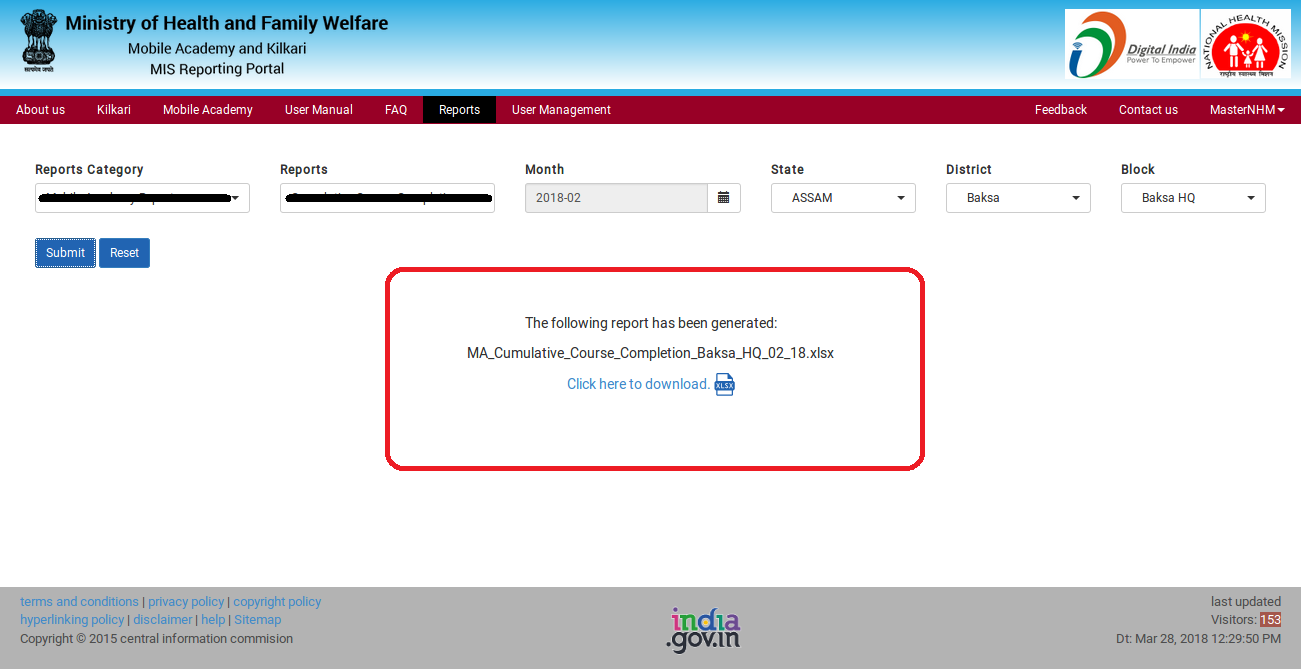 Ministry of Health and Family Welfare
Mobile Academy and Kilkari
MIS Reporting Portal
सत्यमेव जयते
Digital India
Power To Empower
NATIONAL HEALTH MISSION
राष्ट्रीय स्वास्थ्य मिशन
About us Kilkari Mobile Academy User Manual FAQ Reports User Management Feedback Contact us MasterNHM
Reports Category Reports Month State District Block
2018-02 ASSAM Baksa Baksa HQ
Submit Reset
The following report has been generated:
MA_Cumulative_Course_Completion_Baksa_HQ_02_18.xlsx
Click here to download. XLSX
terms and conditions | privacy policy | copyright policy
hyperlinking policy | disclaimer | help | Sitemap
Copyright © 2015 central information commision
india
.gov.in
last updated
Visitors: 153
Dt: Mar 28, 2018 12:29:50 PM